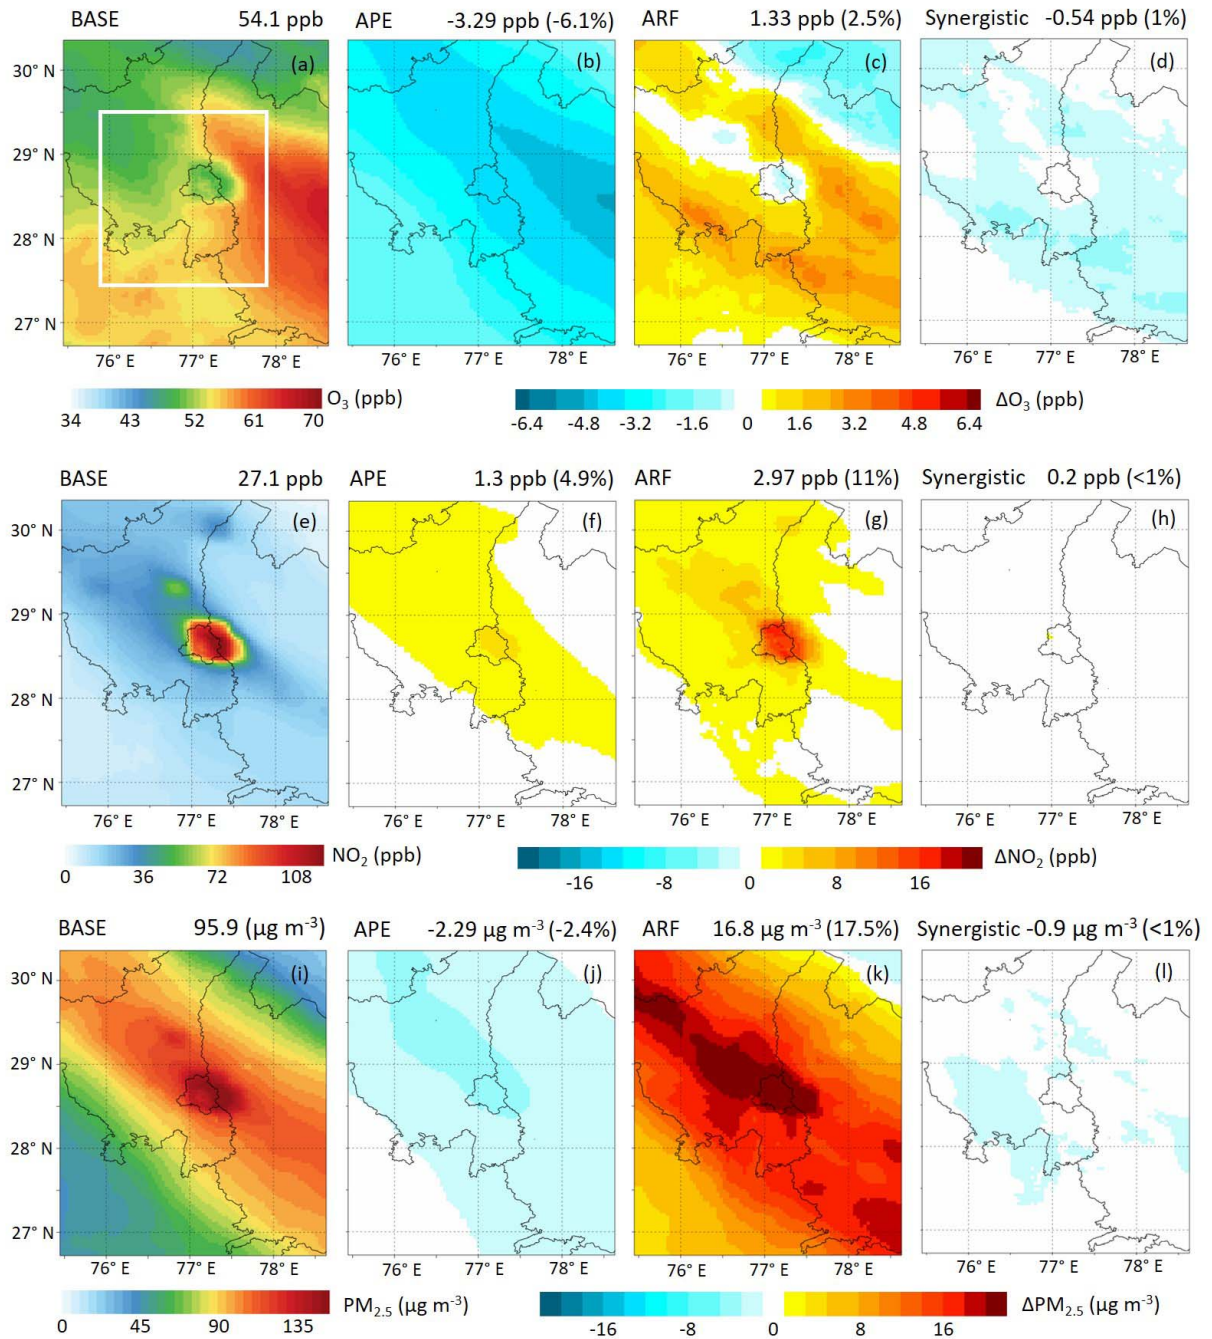 BASE 54.1 ppb APE -3.29 ppb (-6.1%) ARF 1.33 ppb (2.5%) Synergistic -0.54 ppb (1%)
30° N (a) (b) (c) (d)
29° N
28° N
27° N
76° E 77° E 78° E 76° E 77° E 78° E 76° E 77° E 78° E 76° E 77° E 78° E
O₃ (ppb) ΔO₃ (ppb)
34 43 52 61 70 -6.4 -4.8 -3.2 -1.6 0 1.6 3.2 4.8 6.4
BASE 27.1 ppb APE 1.3 ppb (4.9%) ARF 2.97 ppb (11%) Synergistic 0.2 ppb (<1%)
30° N (e) (f) (g) (h)
29° N
28° N
27° N
76° E 77° E 78° E 76° E 77° E 78° E 76° E 77° E 78° E 76° E 77° E 78° E
NO₂ (ppb) ΔNO₂ (ppb)
0 36 72 108 -16 -8 0 8 16
BASE 95.9 (µg m⁻³) APE -2.29 µg m⁻³ (-2.4%) ARF 16.8 µg m⁻³ (17.5%) Synergistic -0.9 µg m⁻³ (<1%)
30° N (i) (j) (k) (l)
29° N
28° N
27° N
76° E 77° E 78° E 76° E 77° E 78° E 76° E 77° E 78° E 76° E 77° E 78° E
PM₂.₅ (µg m⁻³) ΔPM₂.₅ (µg m⁻³)
0 45 90 135 -16 -8 0 8 16